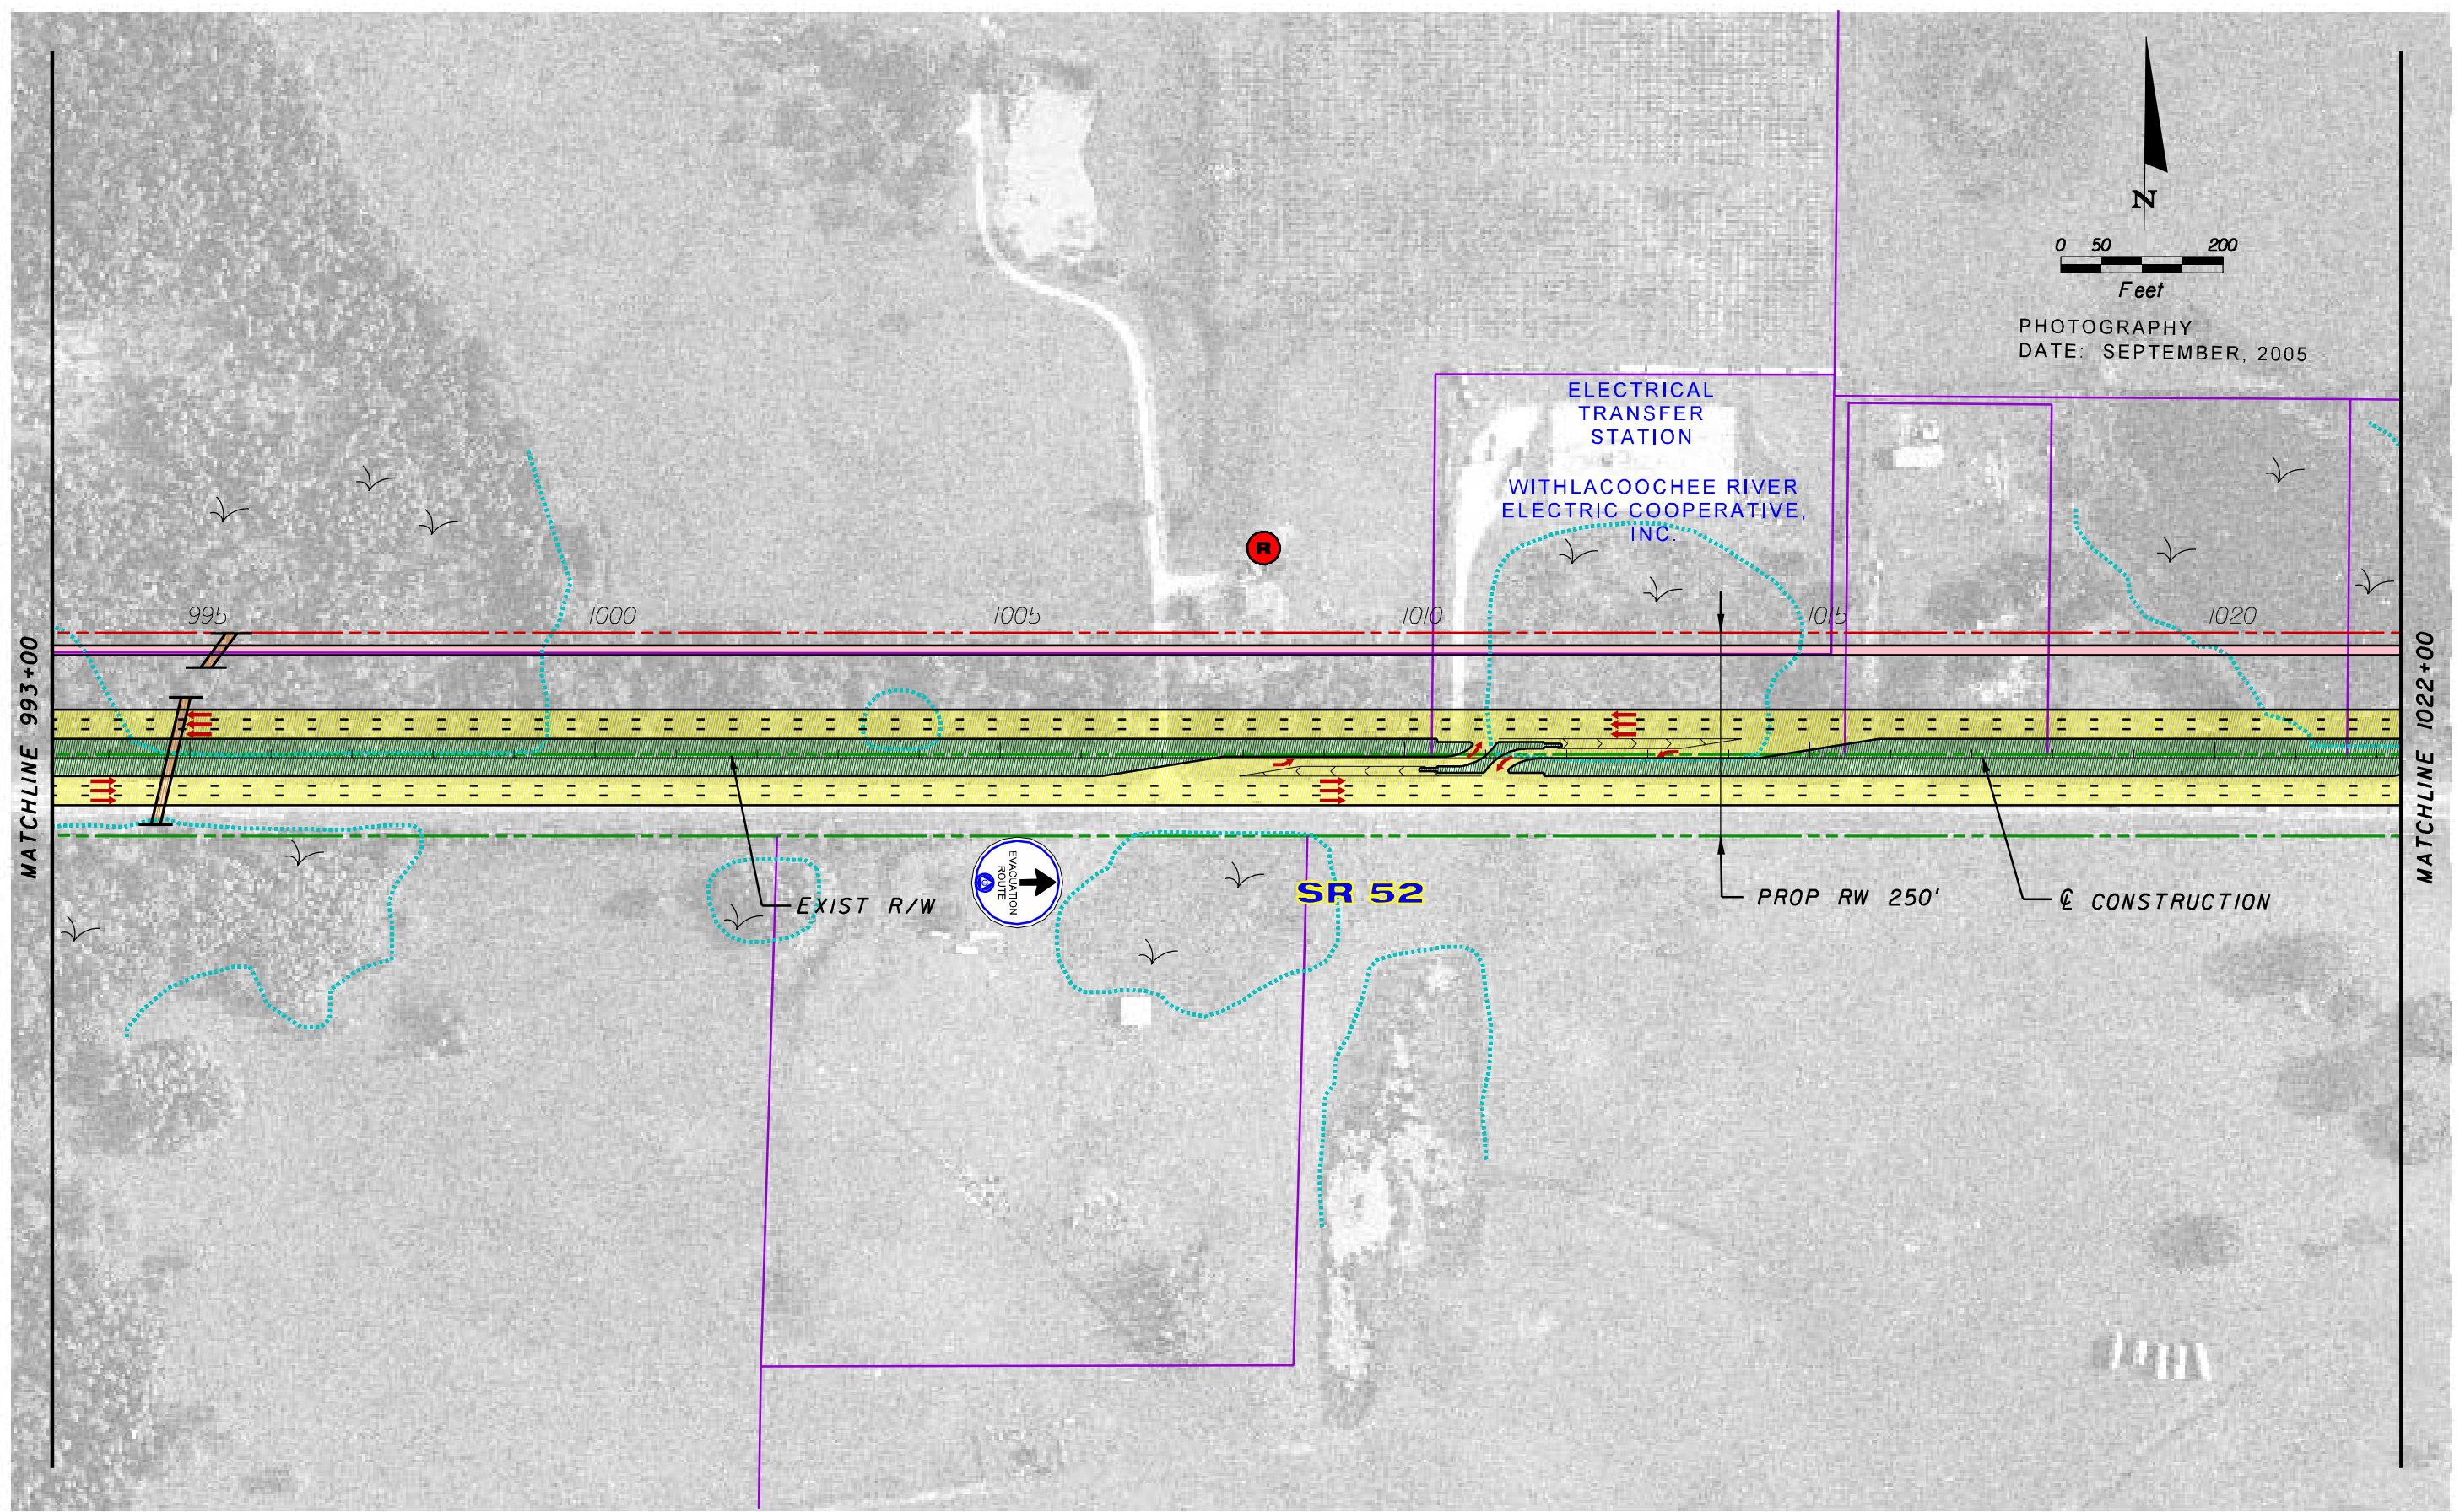 N
0 50 200
Feet
PHOTOGRAPHY
DATE: SEPTEMBER, 2005
ELECTRICAL
TRANSFER
STATION
WITHLACOOCHEE RIVER
ELECTRIC COOPERATIVE,
INC.
R
995 1000 1005 1010 1015 1020
MATCHLINE 993+00
MATCHLINE 1022+00
EVACUATION
ROUTE
SR 52
EXIST R/W
PROP RW 250'
℄ CONSTRUCTION